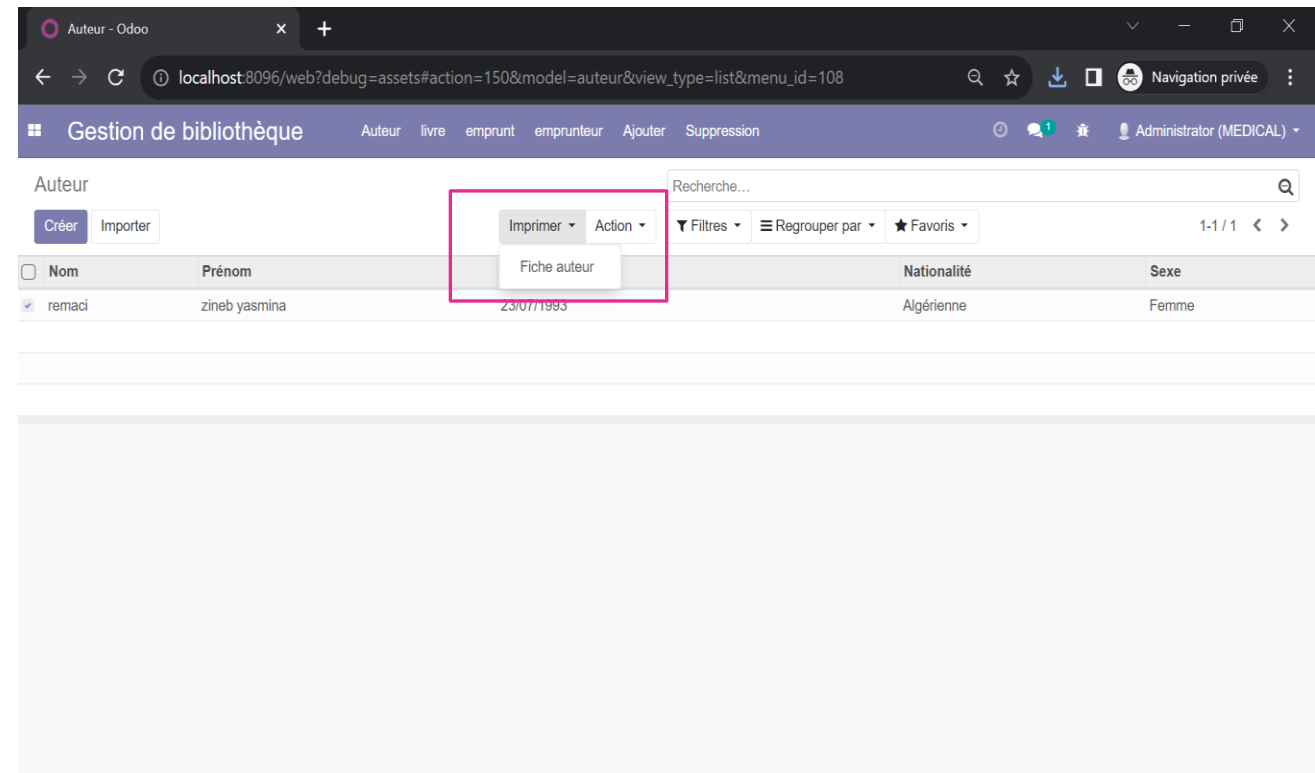 Auteur - Odoo
localhost:8096/web?debug=assets#action=150&model=auteur&view_type=list&menu_id=108 Navigation privée
Gestion de bibliothèque Auteur livre emprunt emprunteur Ajouter Suppression 1 Administrator (MEDICAL)
Auteur Recherche...
Créer Importer Imprimer Action Filtres Regrouper par Favoris 1-1 / 1
Fiche auteur
Nom Prénom Nationalité Sexe
remaci zineb yasmina 23/07/1993 Algérienne Femme